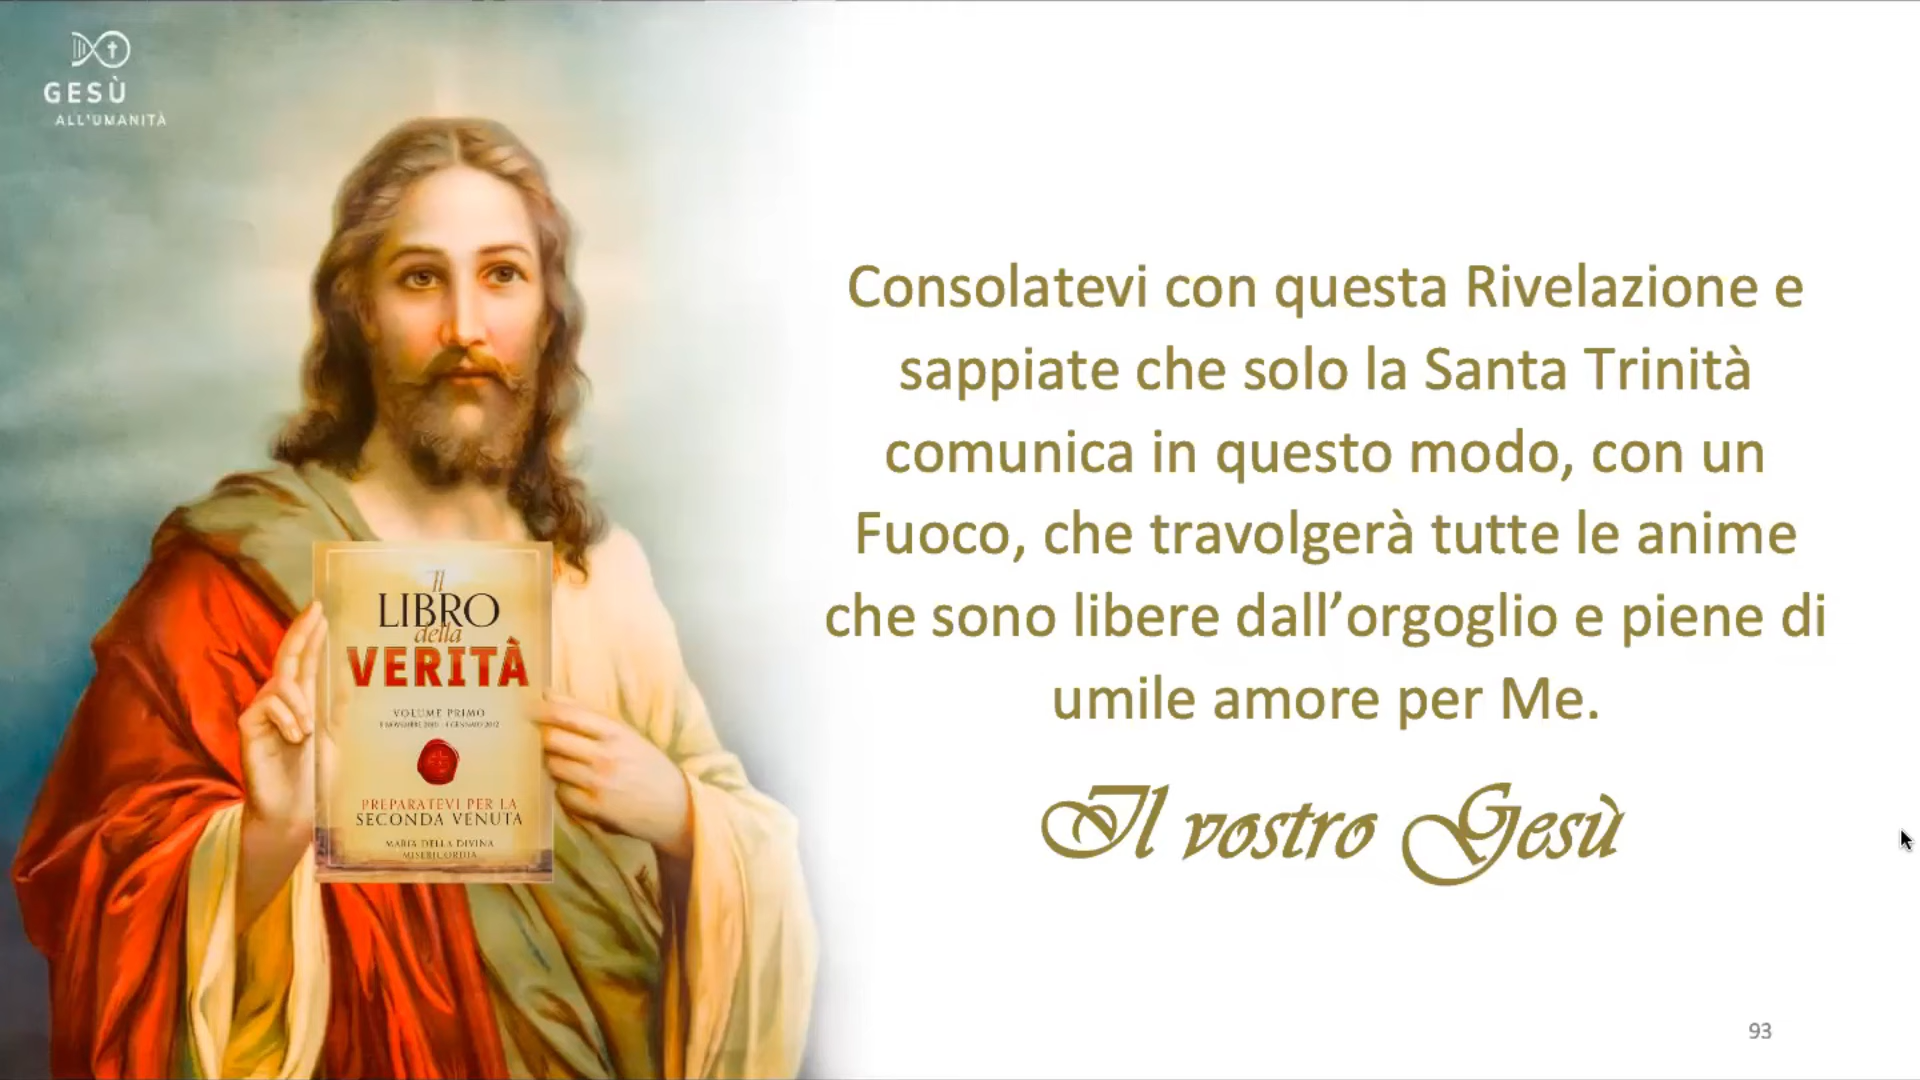 GESÙ
ALL'UMANITÀ
Consolatevi con questa Rivelazione e
sappiate che solo la Santa Trinità
comunica in questo modo, con un
Fuoco, che travolgerà tutte le anime
che sono libere dall’orgoglio e piene di
umile amore per Me.
Il vostro Gesù
Il
LIBRO
della
VERITÀ
VOLUME PRIMO
PREPARATEVI PER LA
SECONDA VENUTA
MARIA DELLA DIVINA
MISERICORDIA
93